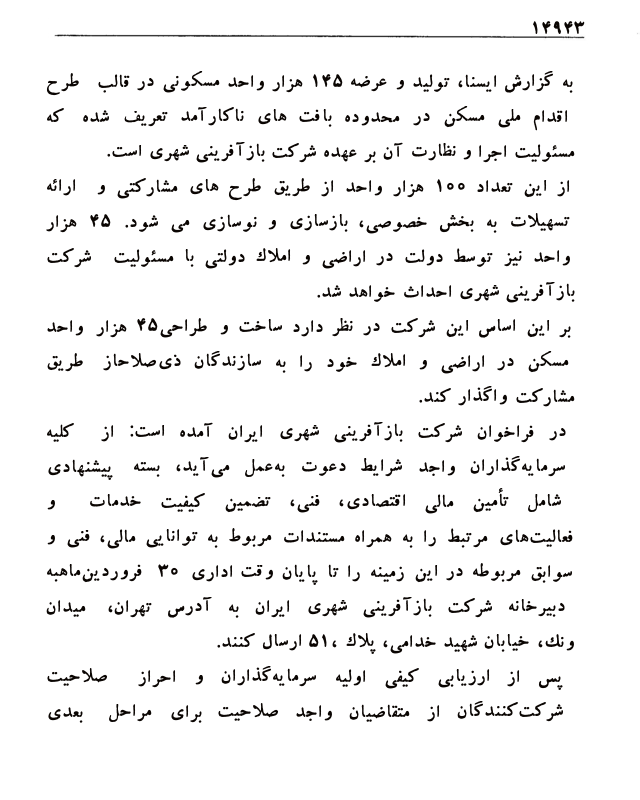 ۱۴۹۴۳
به گزارش ایسنا، تولید و عرضه ۱۴۵ هزار واحد مسکونی در قالب طرح
اقدام ملی مسکن در محدوده بافت های ناکارآمد تعریف شده که
مسئولیت اجرا و نظارت آن بر عهده شرکت بازآفرینی شهری است.
از این تعداد ۱۰۰ هزار واحد از طریق طرح های مشارکتی و ارائه
تسهیلات به بخش خصوصی، بازسازی و نوسازی می شود. ۴۵ هزار
واحد نیز توسط دولت در اراضی و املاک دولتی با مسئولیت شرکت
بازآفرینی شهری احداث خواهد شد.
بر این اساس این شرکت در نظر دارد ساخت و طراحی۴۵ هزار واحد
مسکن در اراضی و املاک خود را به سازندگان ذی‌صلاحاز طریق
مشارکت واگذار کند.
در فراخوان شرکت بازآفرینی شهری ایران آمده است: از کلیه
سرمایه‌گذاران واجد شرایط دعوت به‌عمل می‌آید، بسته پیشنهادی
شامل تأمین مالی اقتصادی، فنی، تضمین کیفیت خدمات و
فعالیت‌های مرتبط را به همراه مستندات مربوط به توانایی مالی، فنی و
سوابق مربوطه در این زمینه را تا پایان وقت اداری ۳۰ فروردین‌ماهبه
دبیرخانه شرکت بازآفرینی شهری ایران به آدرس تهران، میدان
ونک، خیابان شهید خدامی، پلاک ،۵۱ ارسال کنند.
پس از ارزیابی کیفی اولیه سرمایه‌گذاران و احراز صلاحیت
شرکت‌کنندگان از متقاضیان واجد صلاحیت برای مراحل بعدی